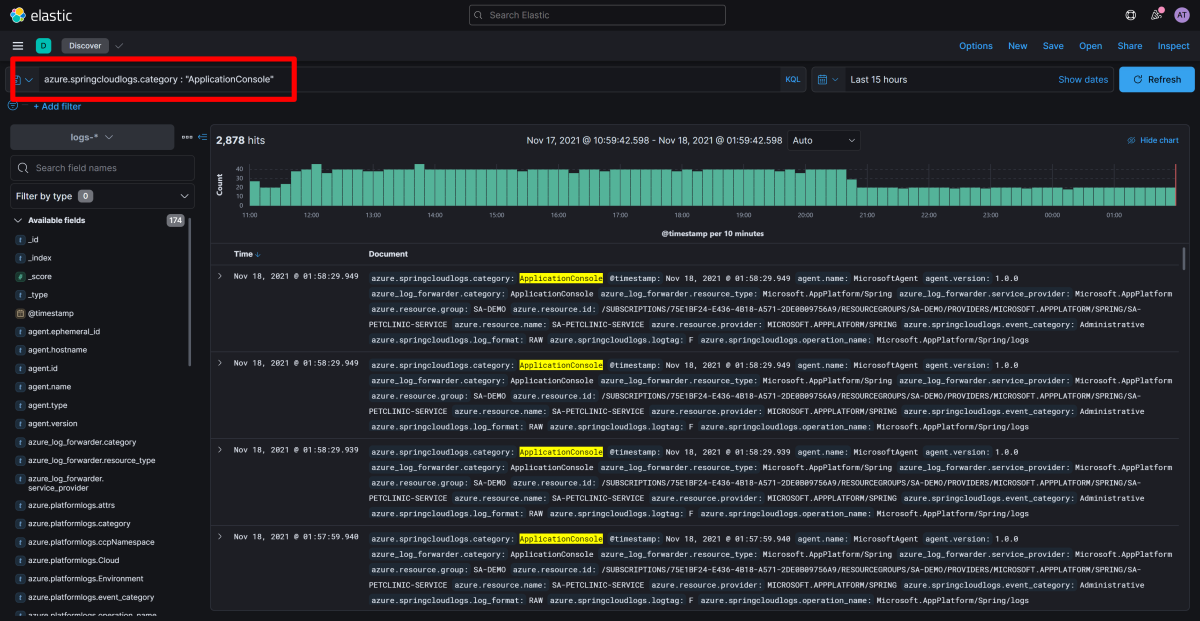 elastic
Search Elastic
AT
D
Discover
Options New Save Open Share Inspect
azure.springcloudlogs.category : "ApplicationConsole"
KQL
Last 15 hours
Show dates
Refresh
+ Add filter
logs-*
Search field names
Filter by type 0
Available fields 174
t _id
t _index
# _score
t _type
@timestamp
t agent.ephemeral_id
t agent.hostname
t agent.id
t agent.name
t agent.type
t agent.version
t azure_log_forwarder.category
t azure_log_forwarder.resource_type
t azure_log_forwarder.
service_provider
t azure.platformlogs.attrs
t azure.platformlogs.category
t azure.platformlogs.ccpNamespace
t azure.platformlogs.Cloud
t azure.platformlogs.Environment
t azure.platformlogs.event_category
t azure.platformlogs.operation_name
2,878 hits
Nov 17, 2021 @ 10:59:42.598 - Nov 18, 2021 @ 01:59:42.598
Auto
Hide chart
Count
40
30
20
10
0
11:00 12:00 13:00 14:00 15:00 16:00 17:00 18:00 19:00 20:00 21:00 22:00 23:00 00:00 01:00
@timestamp per 10 minutes
Time ↓ Document
Nov 18, 2021 @ 01:58:29.949 azure.springcloudlogs.category: ApplicationConsole @timestamp: Nov 18, 2021 @ 01:58:29.949 agent.name: MicrosoftAgent agent.version: 1.0.0
azure_log_forwarder.category: ApplicationConsole azure_log_forwarder.resource_type: Microsoft.AppPlatform/Spring azure_log_forwarder.service_provider: Microsoft.AppPlatform
azure.resource.group: SA-DEMO azure.resource.id: /SUBSCRIPTIONS/75E1BF24-E436-4B18-A571-2DE0B09756A9/RESOURCEGROUPS/SA-DEMO/PROVIDERS/MICROSOFT.APPPLATFORM/SPRING/SA-
PETCLINIC-SERVICE azure.resource.name: SA-PETCLINIC-SERVICE azure.resource.provider: MICROSOFT.APPPLATFORM/SPRING azure.springcloudlogs.event_category: Administrative
azure.springcloudlogs.log_format: RAW azure.springcloudlogs.logtag: F azure.springcloudlogs.operation_name: Microsoft.AppPlatform/Spring/logs
Nov 18, 2021 @ 01:58:29.949 azure.springcloudlogs.category: ApplicationConsole @timestamp: Nov 18, 2021 @ 01:58:29.949 agent.name: MicrosoftAgent agent.version: 1.0.0
azure_log_forwarder.category: ApplicationConsole azure_log_forwarder.resource_type: Microsoft.AppPlatform/Spring azure_log_forwarder.service_provider: Microsoft.AppPlatform
azure.resource.group: SA-DEMO azure.resource.id: /SUBSCRIPTIONS/75E1BF24-E436-4B18-A571-2DE0B09756A9/RESOURCEGROUPS/SA-DEMO/PROVIDERS/MICROSOFT.APPPLATFORM/SPRING/SA-
PETCLINIC-SERVICE azure.resource.name: SA-PETCLINIC-SERVICE azure.resource.provider: MICROSOFT.APPPLATFORM/SPRING azure.springcloudlogs.event_category: Administrative
azure.springcloudlogs.log_format: RAW azure.springcloudlogs.logtag: F azure.springcloudlogs.operation_name: Microsoft.AppPlatform/Spring/logs
Nov 18, 2021 @ 01:58:29.939 azure.springcloudlogs.category: ApplicationConsole @timestamp: Nov 18, 2021 @ 01:58:29.939 agent.name: MicrosoftAgent agent.version: 1.0.0
azure_log_forwarder.category: ApplicationConsole azure_log_forwarder.resource_type: Microsoft.AppPlatform/Spring azure_log_forwarder.service_provider: Microsoft.AppPlatform
azure.resource.group: SA-DEMO azure.resource.id: /SUBSCRIPTIONS/75E1BF24-E436-4B18-A571-2DE0B09756A9/RESOURCEGROUPS/SA-DEMO/PROVIDERS/MICROSOFT.APPPLATFORM/SPRING/SA-
PETCLINIC-SERVICE azure.resource.name: SA-PETCLINIC-SERVICE azure.resource.provider: MICROSOFT.APPPLATFORM/SPRING azure.springcloudlogs.event_category: Administrative
azure.springcloudlogs.log_format: RAW azure.springcloudlogs.logtag: F azure.springcloudlogs.operation_name: Microsoft.AppPlatform/Spring/logs
Nov 18, 2021 @ 01:57:59.940 azure.springcloudlogs.category: ApplicationConsole @timestamp: Nov 18, 2021 @ 01:57:59.940 agent.name: MicrosoftAgent agent.version: 1.0.0
azure_log_forwarder.category: ApplicationConsole azure_log_forwarder.resource_type: Microsoft.AppPlatform/Spring azure_log_forwarder.service_provider: Microsoft.AppPlatform
azure.resource.group: SA-DEMO azure.resource.id: /SUBSCRIPTIONS/75E1BF24-E436-4B18-A571-2DE0B09756A9/RESOURCEGROUPS/SA-DEMO/PROVIDERS/MICROSOFT.APPPLATFORM/SPRING/SA-
PETCLINIC-SERVICE azure.resource.name: SA-PETCLINIC-SERVICE azure.resource.provider: MICROSOFT.APPPLATFORM/SPRING azure.springcloudlogs.event_category: Administrative
azure.springcloudlogs.log_format: RAW azure.springcloudlogs.logtag: F azure.springcloudlogs.operation_name: Microsoft.AppPlatform/Spring/logs